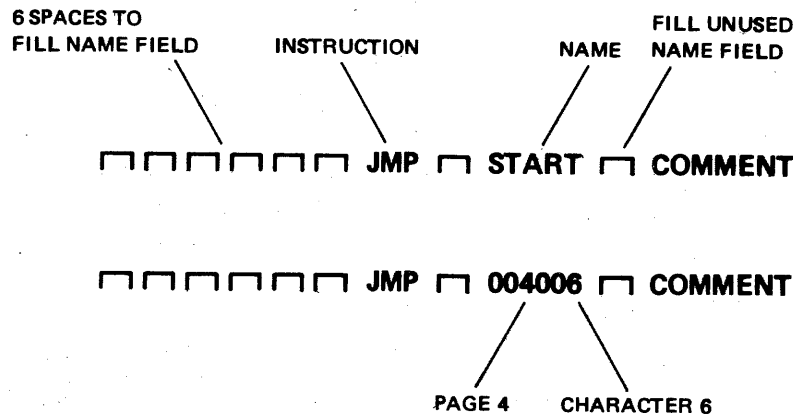 6 SPACES TO
FILL NAME FIELD
INSTRUCTION
NAME
FILL UNUSED
NAME FIELD
JMP START COMMENT
JMP 004006 COMMENT
PAGE 4
CHARACTER 6